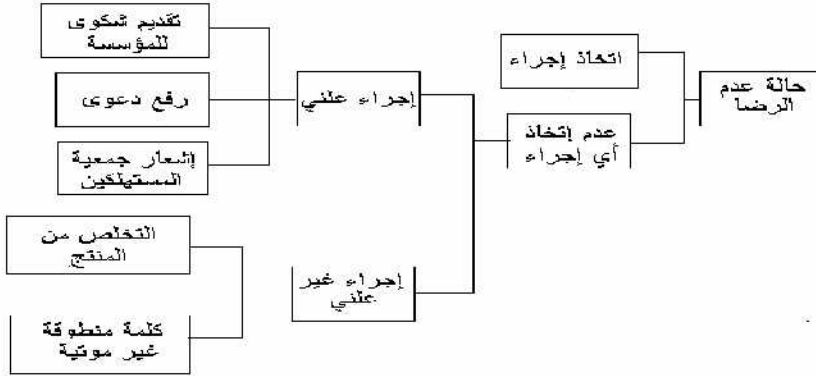 حالة عدم
الرضا
اتخاذ إجراء
عدم إتخاذ
أي إجراء
إجراء علني
إجراء غير
علني
تقديم شكوى
للمؤسسة
رفع دعوى
إشعار جمعية
المستهلكين
التخلص من
المنتج
كلمة منطوقة
غير موتية